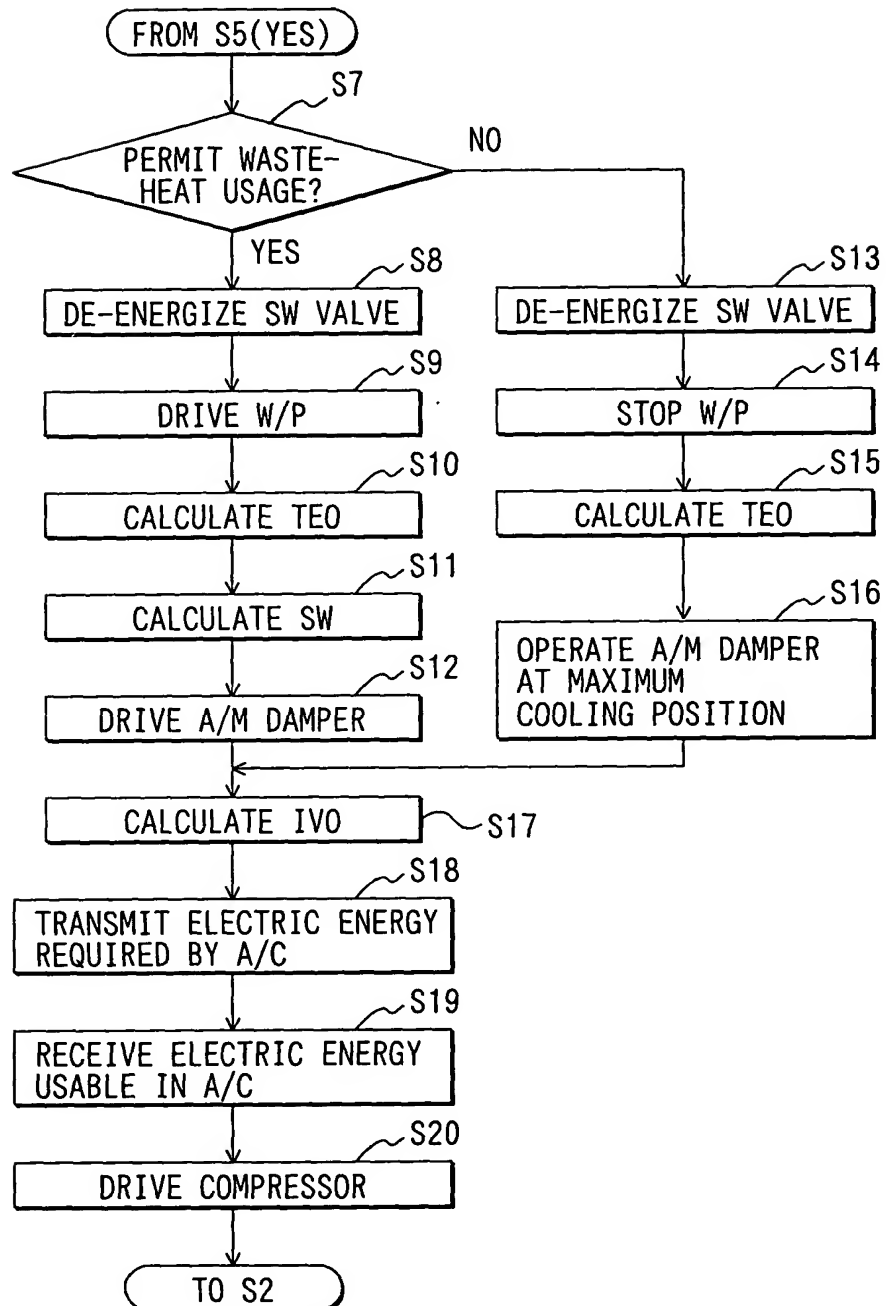 FROM S5(YES)
S7
PERMIT WASTE-
HEAT USAGE?
NO
YES
S8
DE-ENERGIZE SW VALVE
S9
DRIVE W/P
S10
CALCULATE TEO
S11
CALCULATE SW
S12
DRIVE A/M DAMPER
S13
DE-ENERGIZE SW VALVE
S14
STOP W/P
S15
CALCULATE TEO
S16
OPERATE A/M DAMPER
AT MAXIMUM
COOLING POSITION
CALCULATE IVO
S17
S18
TRANSMIT ELECTRIC ENERGY
REQUIRED BY A/C
S19
RECEIVE ELECTRIC ENERGY
USABLE IN A/C
S20
DRIVE COMPRESSOR
TO S2